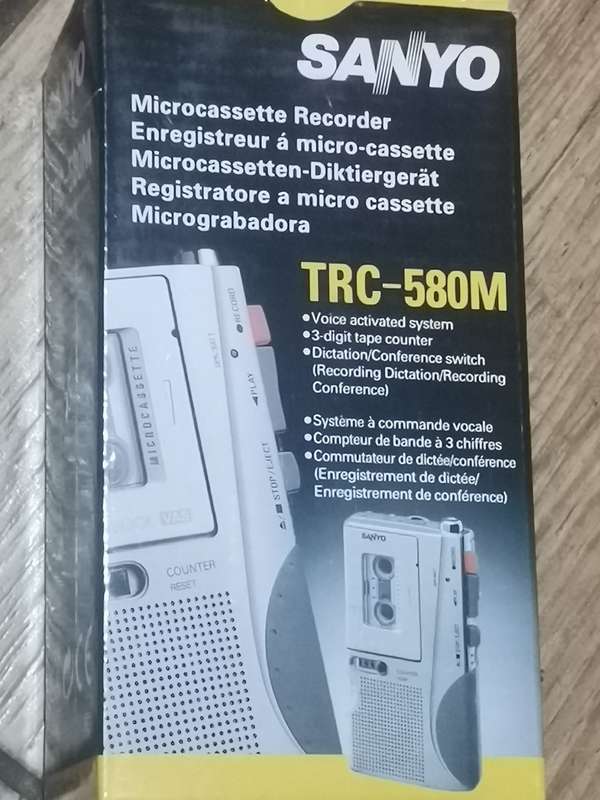 SANYO
Microcassette Recorder
Enregistreur á micro-cassette
Microcassetten-Diktiergerät
Registratore a micro cassette
Micrograbadora
TRC-580M
●Voice activated system
●3-digit tape counter
●Dictation/Conference switch
(Recording Dictation/Recording
Conference)
●Système à commande vocale
●Compteur de bande à 3 chiffres
●Commutateur de dictée/conférence
(Enregistrement de dictée/
Enregistrement de conférence)
RECORD
PLAY
STOP/EJECT
MICROCASSETTE
VAS
COUNTER
RESET
SANYO
COUNTER